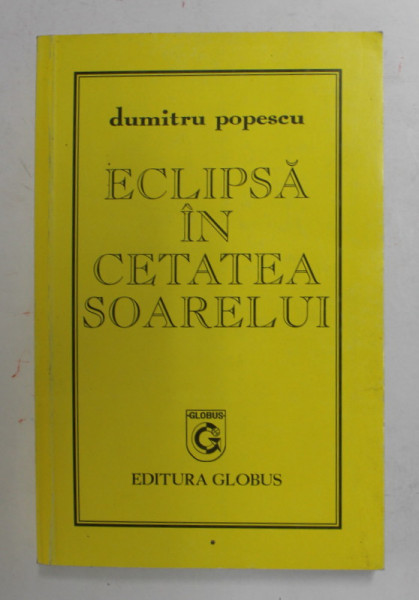 dumitru popescu
ECLIPSĂ
ÎN
CETATEA
SOARELUI
GLOBUS
EDITURA GLOBUS